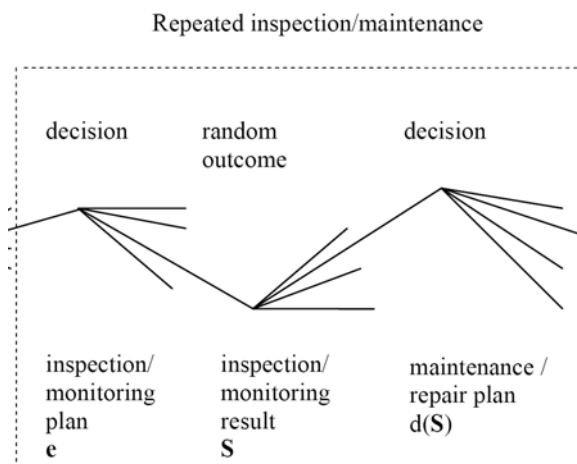 Repeated inspection/maintenance
decision
random
outcome
decision
inspection/
monitoring
plan
e
inspection/
monitoring
result
S
maintenance /
repair plan
d(S)